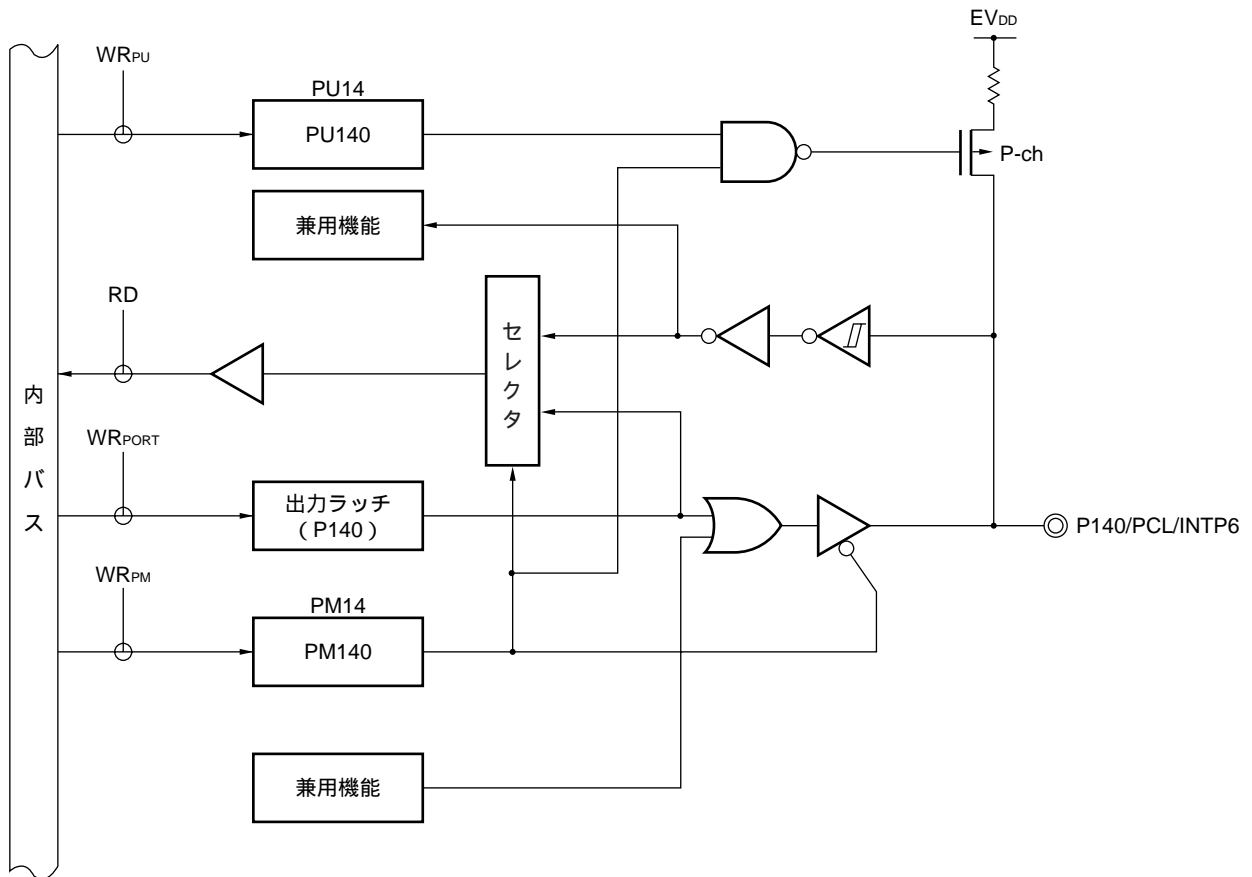 EVDD
WRPU
PU14
PU140
P-ch
兼用機能
RD
セレクタ
内部バス
WRPORT
出力ラッチ
(P140)
P140/PCL/INTP6
WRPM
PM14
PM140
兼用機能